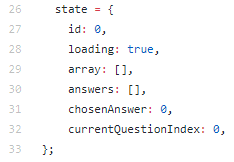 26 state = {
27 id: 0,
28 loading: true,
29 array: [],
30 answers: [],
31 chosenAnswer: 0,
32 currentQuestionIndex: 0,
33 };